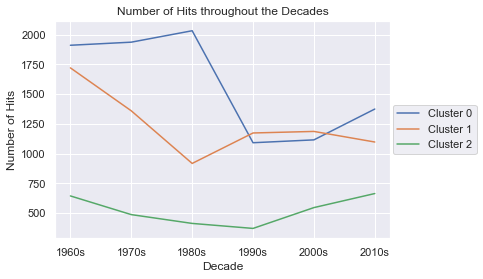 Number of Hits throughout the Decades
Number of Hits
2000
1750
1500
1250
1000
750
500
1960s
1970s
1980s
1990s
2000s
2010s
Decade
Cluster 0
Cluster 1
Cluster 2